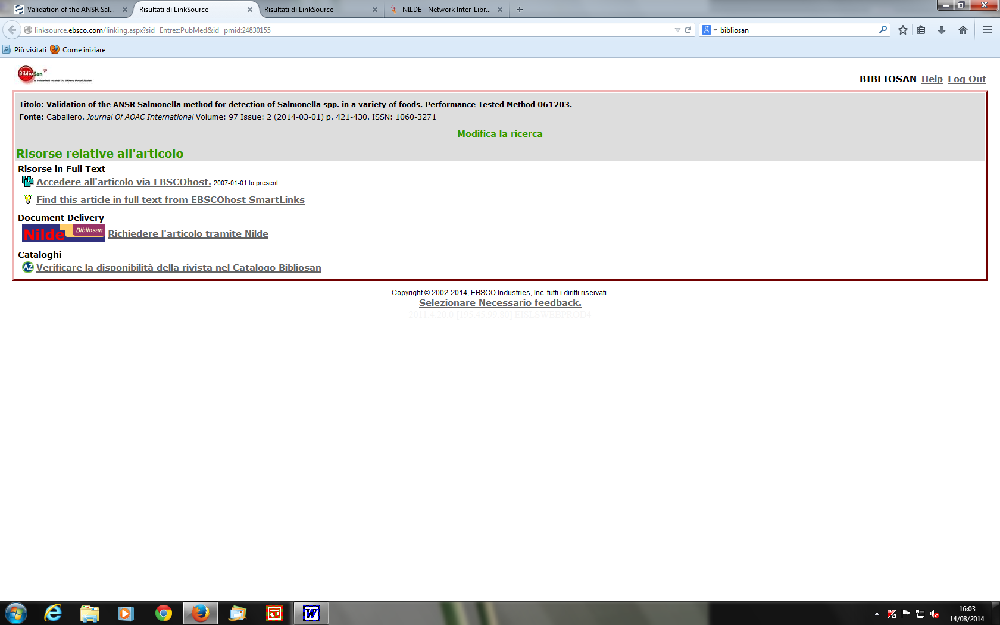 Validation of the ANSR Sal...
Risultati di LinkSource
Risultati di LinkSource
NILDE - Network Inter-Libr...
linksource.ebsco.com/linking.aspx?sid=Entrez:PubMed&id=pmid:24830155
8
bibliosan
Più visitati
Come iniziare
BiblioSan
BIBLIOSAN Help Log Out
Titolo: Validation of the ANSR Salmonella method for detection of Salmonella spp. in a variety of foods. Performance Tested Method 061203.
Fonte: Caballero. Journal Of AOAC International Volume: 97 Issue: 2 (2014-03-01) p. 421-430. ISSN: 1060-3271
Modifica la ricerca
Risorse relative all'articolo
Risorse in Full Text
Accedere all'articolo via EBSCOhost. 2007-01-01 to present
Find this article in full text from EBSCOhost SmartLinks
Document Delivery
Nilde Bibliosan Richiedere l'articolo tramite Nilde
Cataloghi
AZ Verificare la disponibilità della rivista nel Catalogo Bibliosan
Copyright © 2002-2014, EBSCO Industries, Inc. tutti i diritti riservati.
Selezionare Necessario feedback.
2011.4.20.0 [195.45.99.80] EISLSWEBPROD4
W
16:03
14/08/2014